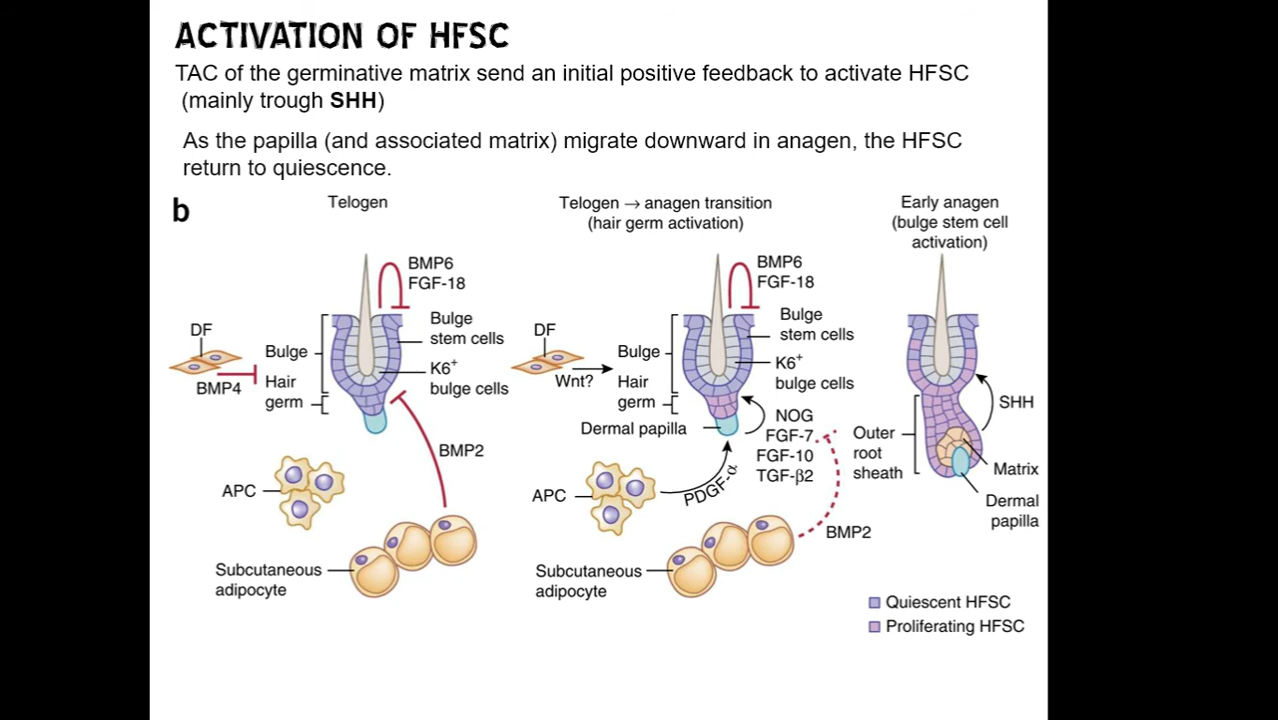 ACTIVATION OF HFSC
TAC of the germinative matrix send an initial positive feedback to activate HFSC
(mainly trough SHH)
As the papilla (and associated matrix) migrate downward in anagen, the HFSC
return to quiescence.
b
Telogen
BMP6
FGF-18
DF
BMP4
Bulge
Hair
germ
Bulge
stem cells
K6+
bulge cells
BMP2
APC
Subcutaneous
adipocyte
Telogen → anagen transition
(hair germ activation)
BMP6
FGF-18
DF
Wnt?
Bulge
Hair
germ
Dermal papilla
Bulge
stem cells
K6+
bulge cells
NOG
FGF-7
FGF-10
TGF-β2
APC
PDGF-α
BMP2
Subcutaneous
adipocyte
Early anagen
(bulge stem cell
activation)
SHH
Outer
root
sheath
Matrix
Dermal
papilla
Quiescent HFSC
Proliferating HFSC